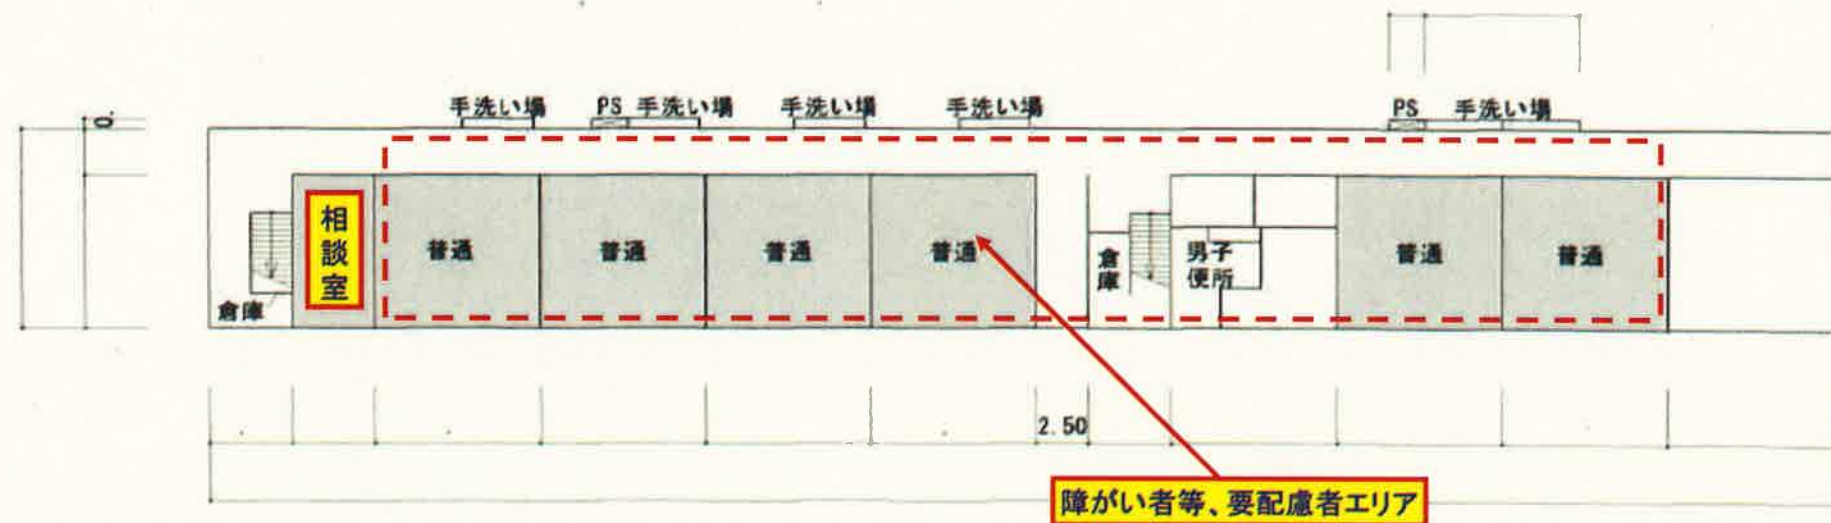 手洗い場
PS 手洗い場
手洗い場
手洗い場
PS 手洗い場
0.
相談室
普通
普通
普通
普通
倉庫
男子
便所
普通
普通
倉庫
2.50
障がい者等、要配慮者エリア